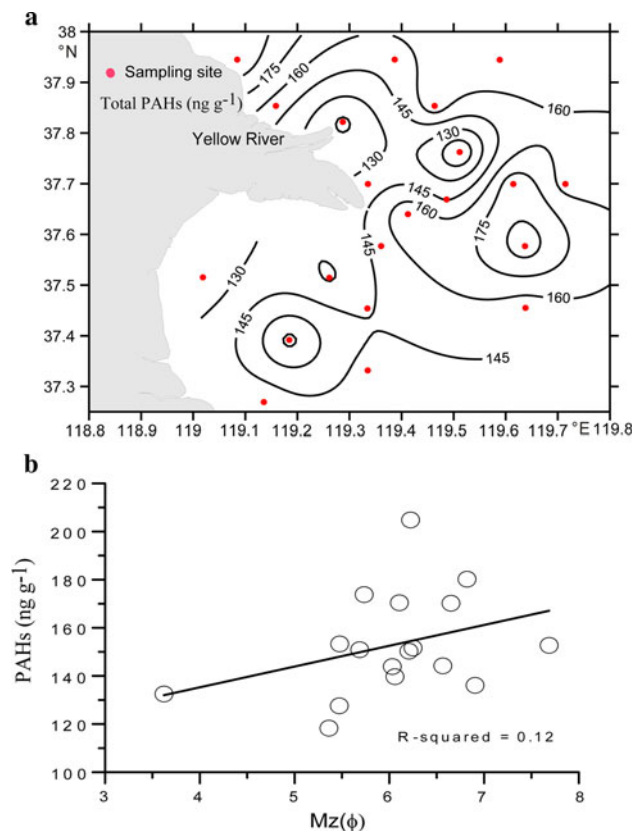 a
38
°N
37.9
37.8
37.7
37.6
37.5
37.4
37.3
Sampling site
Total PAHs (ng g-1)
Yellow River
175
160
145
160
130
130
145
160
175
145
160
130
145
145
118.8 118.9 119 119.1 119.2 119.3 119.4 119.5 119.6 119.7 °E 119.8
b
220
200
180
160
140
120
100
PAHs (ng g-1)
R-squared = 0.12
3 4 5 6 7 8
Mz(ϕ)